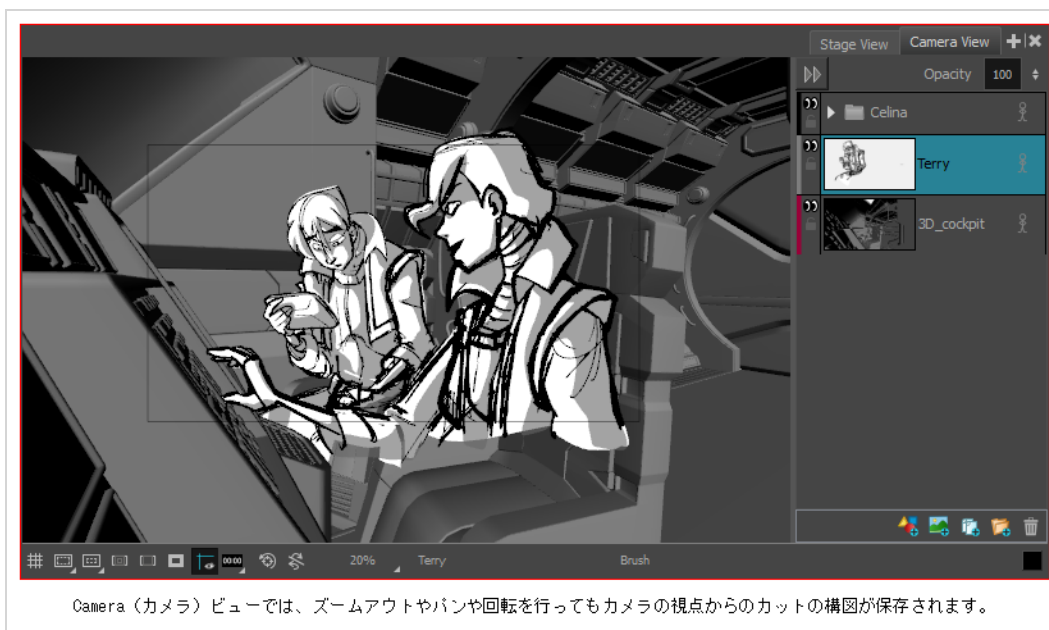 Stage View Camera View
Opacity 100
Celina
Terry
3D_cockpit
00:00 20% Terry Brush
Camera（カメラ）ビューでは、ズームアウトやパンや回転を行ってもカメラの視点からのカットの構図が保存されます。